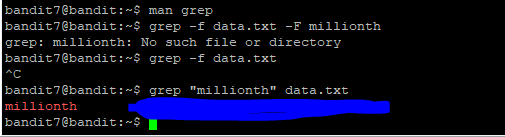 bandit7@bandit:~$ man grep
bandit7@bandit:~$ grep -f data.txt -F millionth
grep: millionth: No such file or directory
bandit7@bandit:~$ grep -f data.txt
^C
bandit7@bandit:~$ grep "millionth" data.txt
millionth
bandit7@bandit:~$